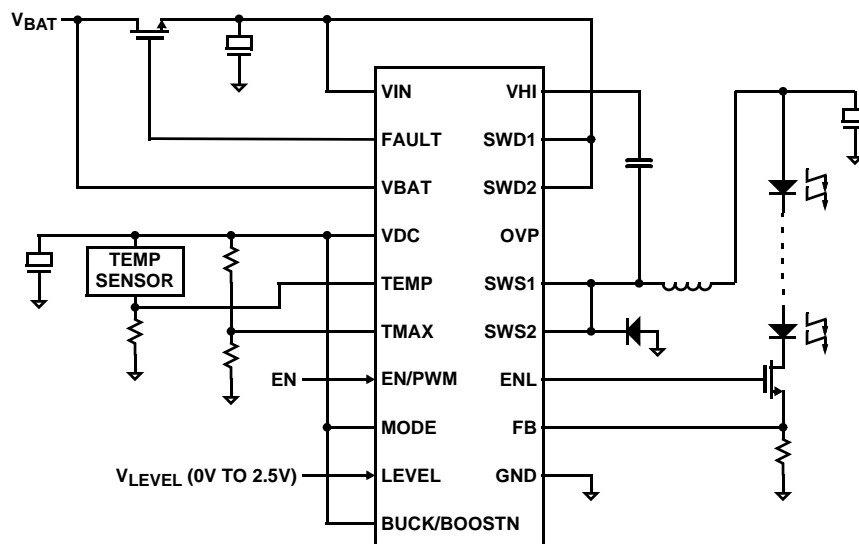 VBAT
VIN VHI
FAULT SWD1
VBAT SWD2
VDC OVP
TEMP SENSOR
TEMP SWS1
TMAX SWS2
EN EN/PWM ENL
MODE FB
VLEVEL (0V TO 2.5V) LEVEL GND
BUCK/BOOSTN